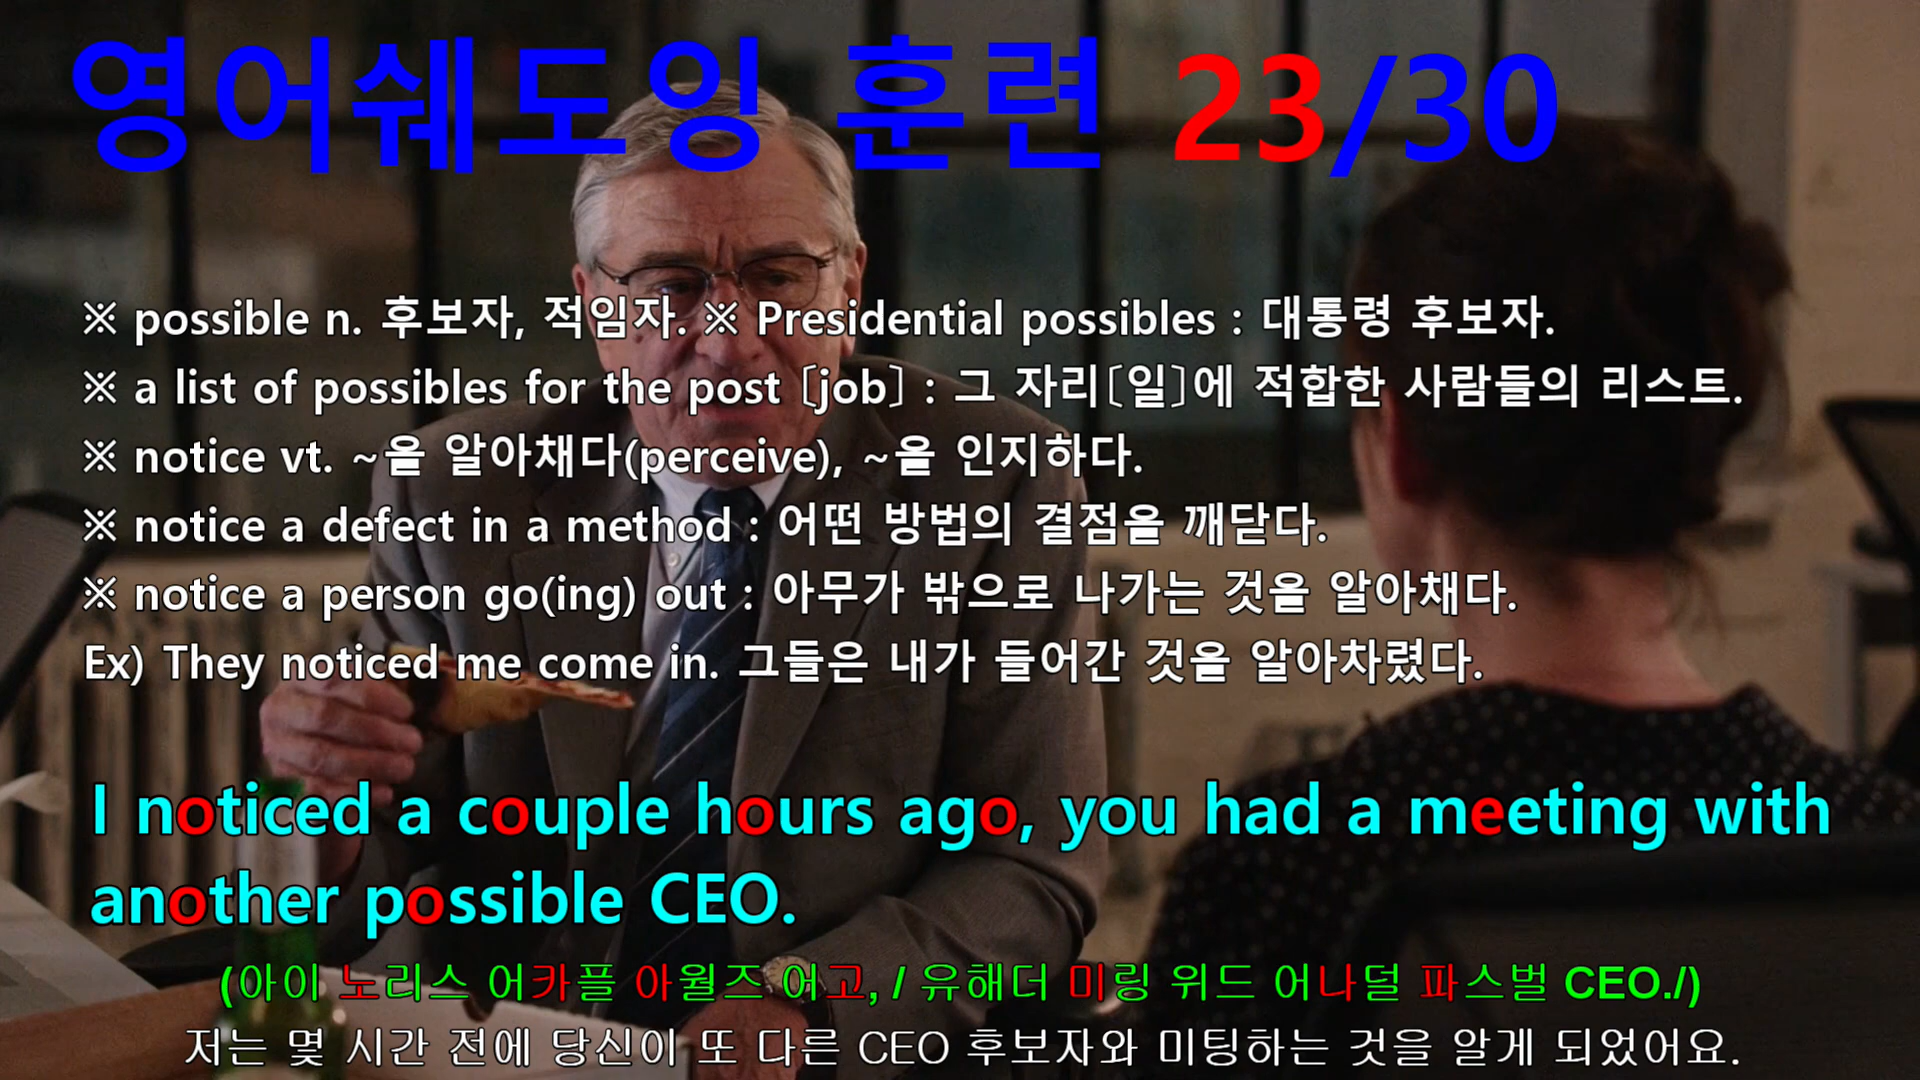 영어쉐도잉 훈련 23/30
※ possible n. 후보자, 적임자. ※ Presidential possibles : 대통령 후보자.
※ a list of possibles for the post〔job〕: 그 자리〔일〕에 적합한 사람들의 리스트.
※ notice vt. ~을 알아채다(perceive), ~을 인지하다.
※ notice a defect in a method : 어떤 방법의 결점을 깨닫다.
※ notice a person go(ing) out : 아무가 밖으로 나가는 것을 알아채다.
Ex) They noticed me come in. 그들은 내가 들어간 것을 알아차렸다.
I noticed a couple hours ago, you had a meeting with
another possible CEO.
(아이 노리스 어카플 아월즈 여고, / 유해더 미링 위드 어나덜 파스벌 CEO./)
저는 몇 시간 전에 당신이 또 다른 CEO 후보자와 미팅하는 것을 알게 되었어요.